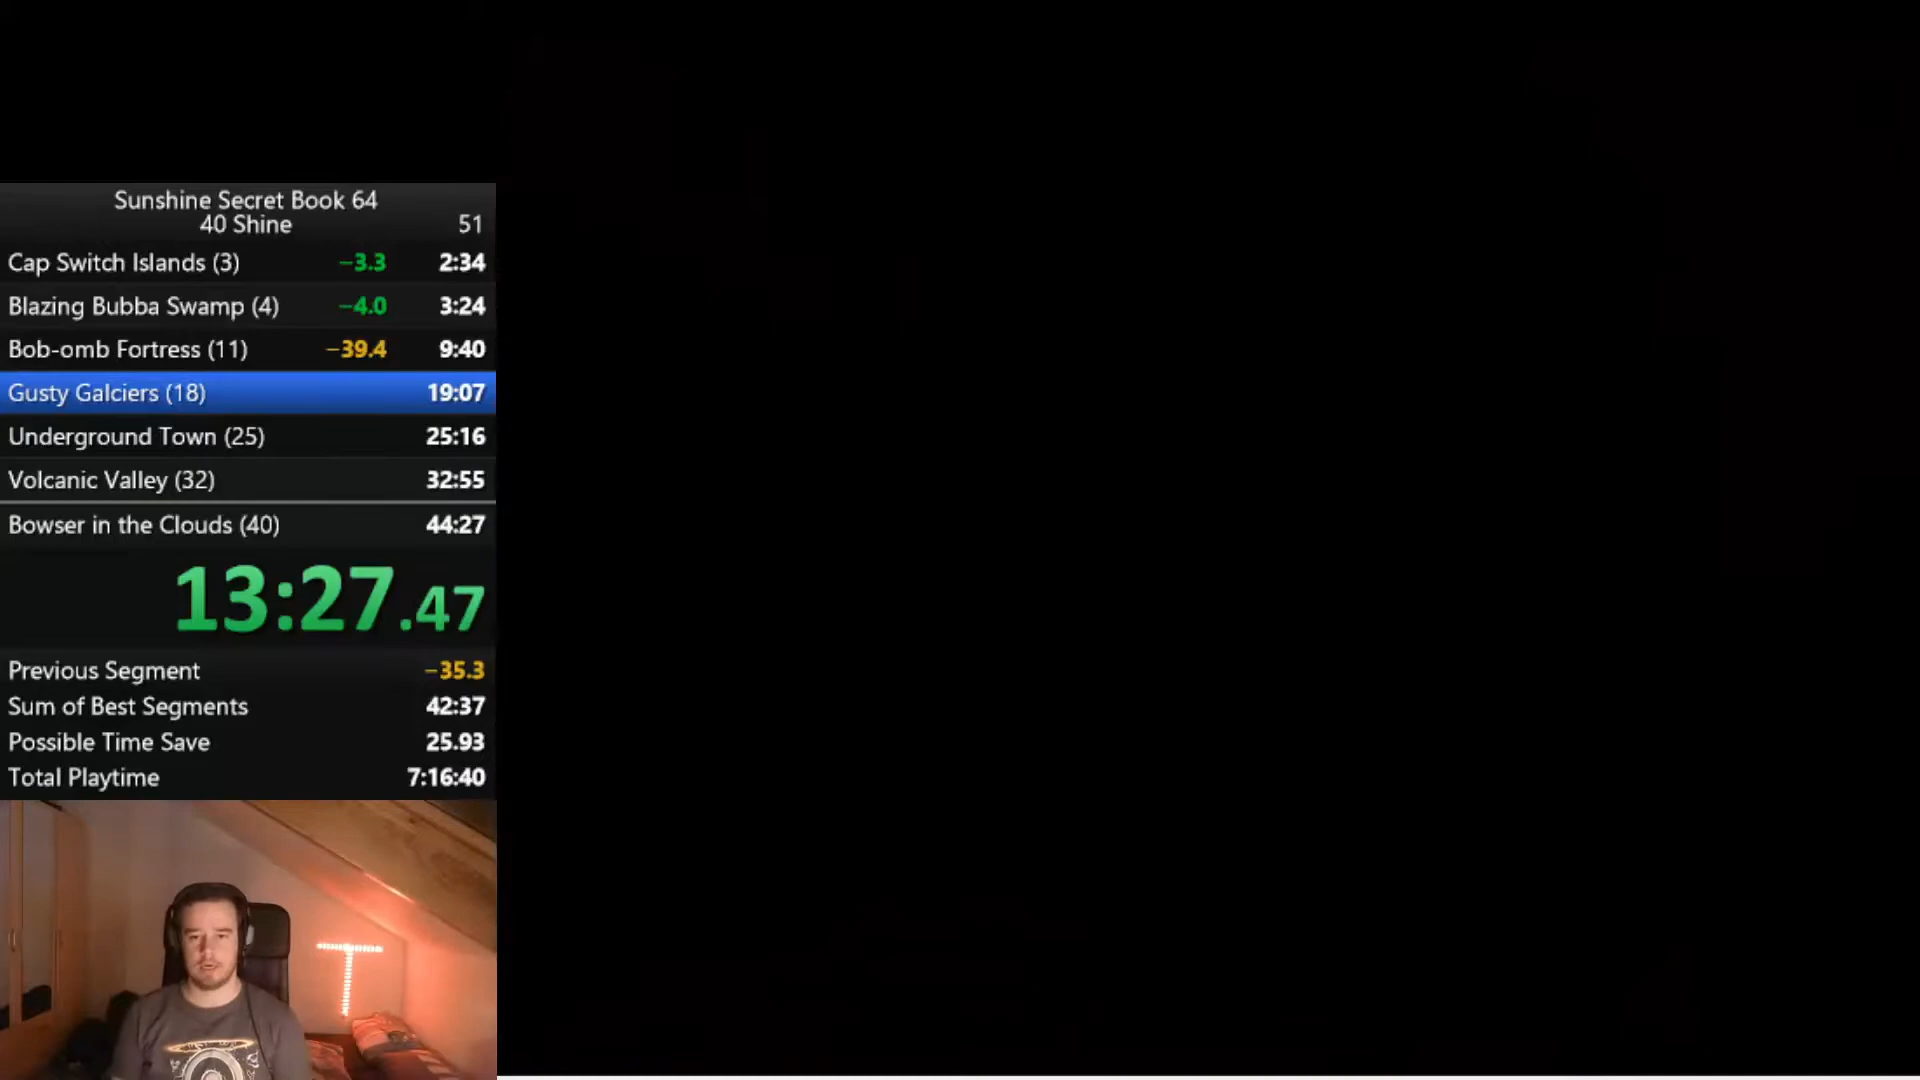 Sunshine Secret Book 64
40 Shine 51
Cap Switch Islands (3) −3.3 2:34
Blazing Bubba Swamp (4) −4.0 3:24
Bob-omb Fortress (11) −39.4 9:40
Gusty Galciers (18) 19:07
Underground Town (25) 25:16
Volcanic Valley (32) 32:55
Bowser in the Clouds (40) 44:27
13:27.47
Previous Segment −35.3
Sum of Best Segments 42:37
Possible Time Save 25.93
Total Playtime 7:16:40